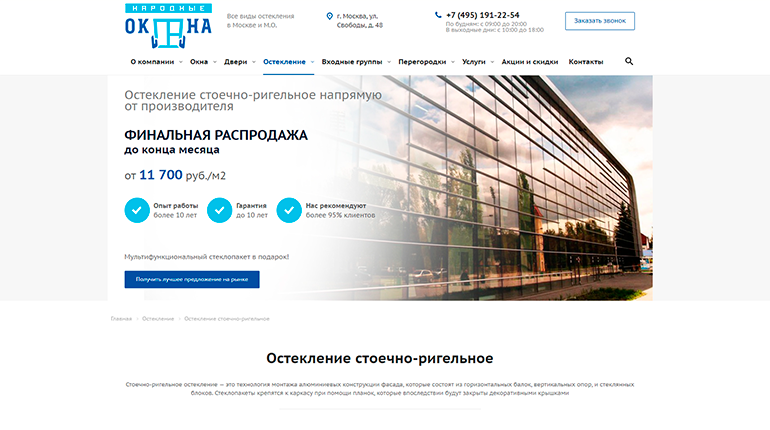 НАРОДНЫЕ
ОКНА
Все виды остекления
в Москве и М.О.
г. Москва, ул.
Свободы, д. 48
+7 (495) 191-22-54
По будням: с 09:00 до 20:00
В выходные дни: с 10:00 до 18:00
Заказать звонок
О компании Окна Двери Остекление Входные группы Перегородки Услуги Акции и скидки Контакты
Остекление стоечно-ригельное напрямую
от производителя
ФИНАЛЬНАЯ РАСПРОДАЖА
до конца месяца
от 11 700 руб./м2
Опыт работы
более 10 лет
Гарантия
до 10 лет
Нас рекомендуют
более 95% клиентов
Мультифункциональный стеклопакет в подарок!
Получить лучшее предложение на рынке
Главная Остекление Остекление стоечно-ригельное
Остекление стоечно-ригельное
Стоечно-ригельное остекление — это технология монтажа алюминиевых конструкции фасада, которые состоят из горизонтальных балок, вертикальных опор, и стеклянных
блоков. Стеклопакеты крепятся к каркасу при помощи планок, которые впоследствии будут закрыты декоративными крышками